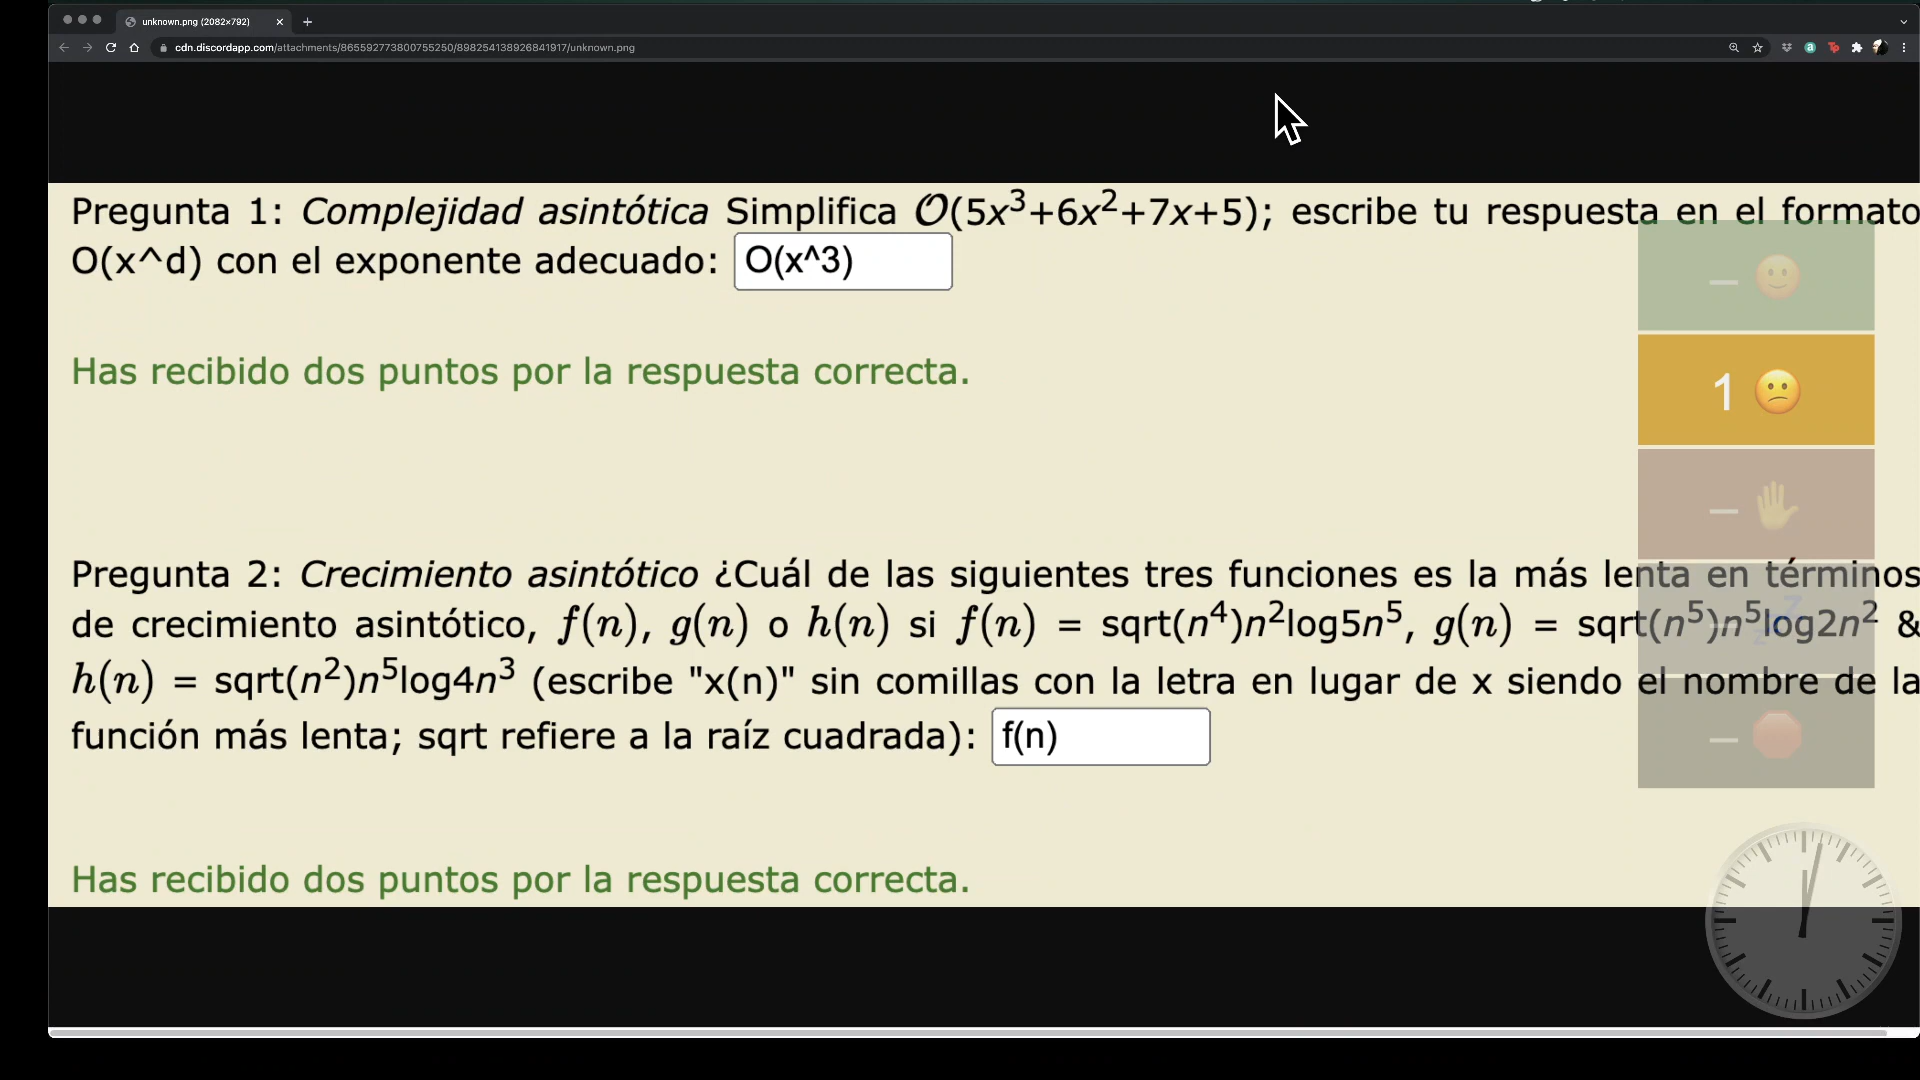 unknown.png (2082×792)
cdn.discordapp.com/attachments/865592773800755250/898254138926841917/unknown.png
Pregunta 1: Complejidad asintótica Simplifica O(5x³+6x²+7x+5); escribe tu respuesta en el formato
O(x^d) con el exponente adecuado: O(x^3)
Has recibido dos puntos por la respuesta correcta.
Pregunta 2: Crecimiento asintótico ¿Cuál de las siguientes tres funciones es la más lenta en términos
de crecimiento asintótico, f(n), g(n) o h(n) si f(n) = sqrt(n⁴)n²log5n⁵, g(n) = sqrt(n⁵)n⁵log2n² &
h(n) = sqrt(n²)n⁵log4n³ (escribe "x(n)" sin comillas con la letra en lugar de x siendo el nombre de la
función más lenta; sqrt refiere a la raíz cuadrada): f(n)
Has recibido dos puntos por la respuesta correcta.
–
1
–
–
–